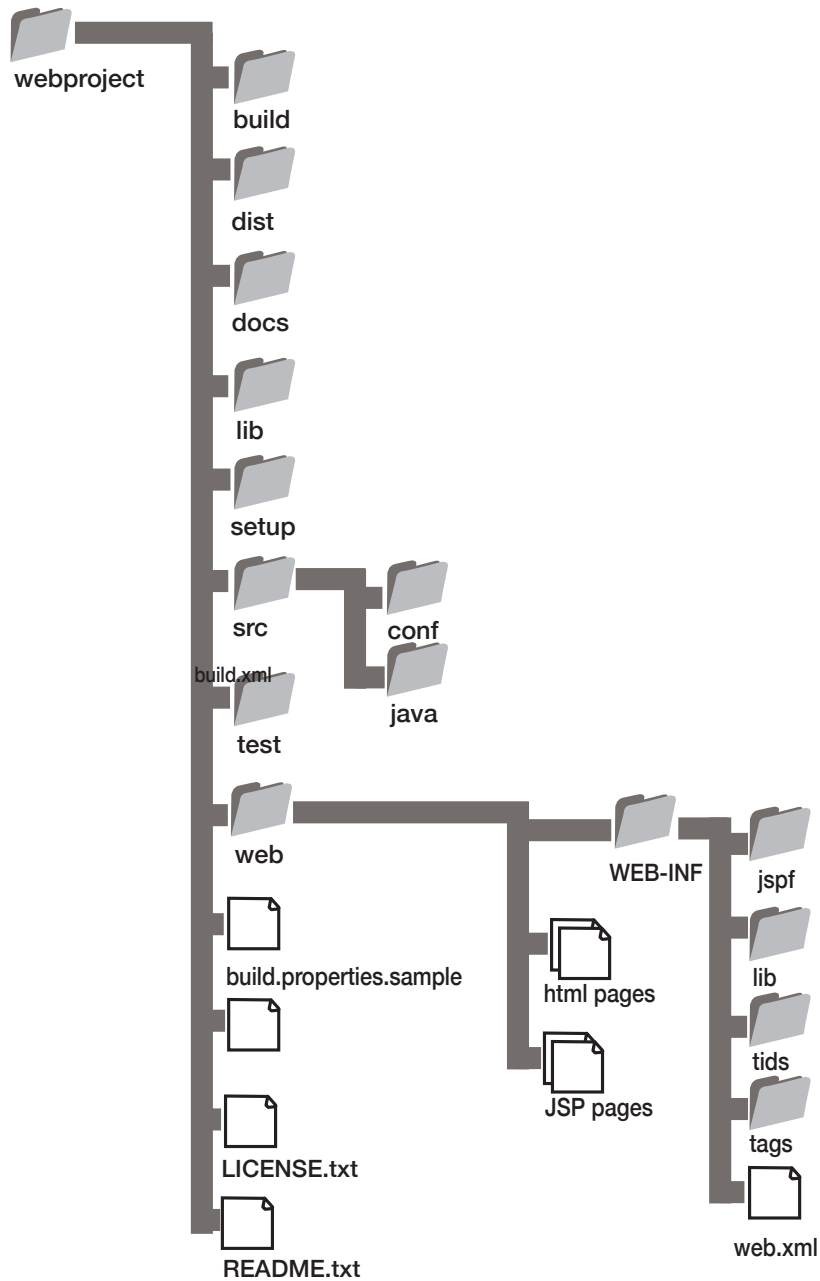 webproject
build
dist
docs
lib
setup
src
conf
build.xml
java
test
web
WEB-INF
jspf
build.properties.sample
html pages
lib
tids
JSP pages
tags
LICENSE.txt
web.xml
README.txt